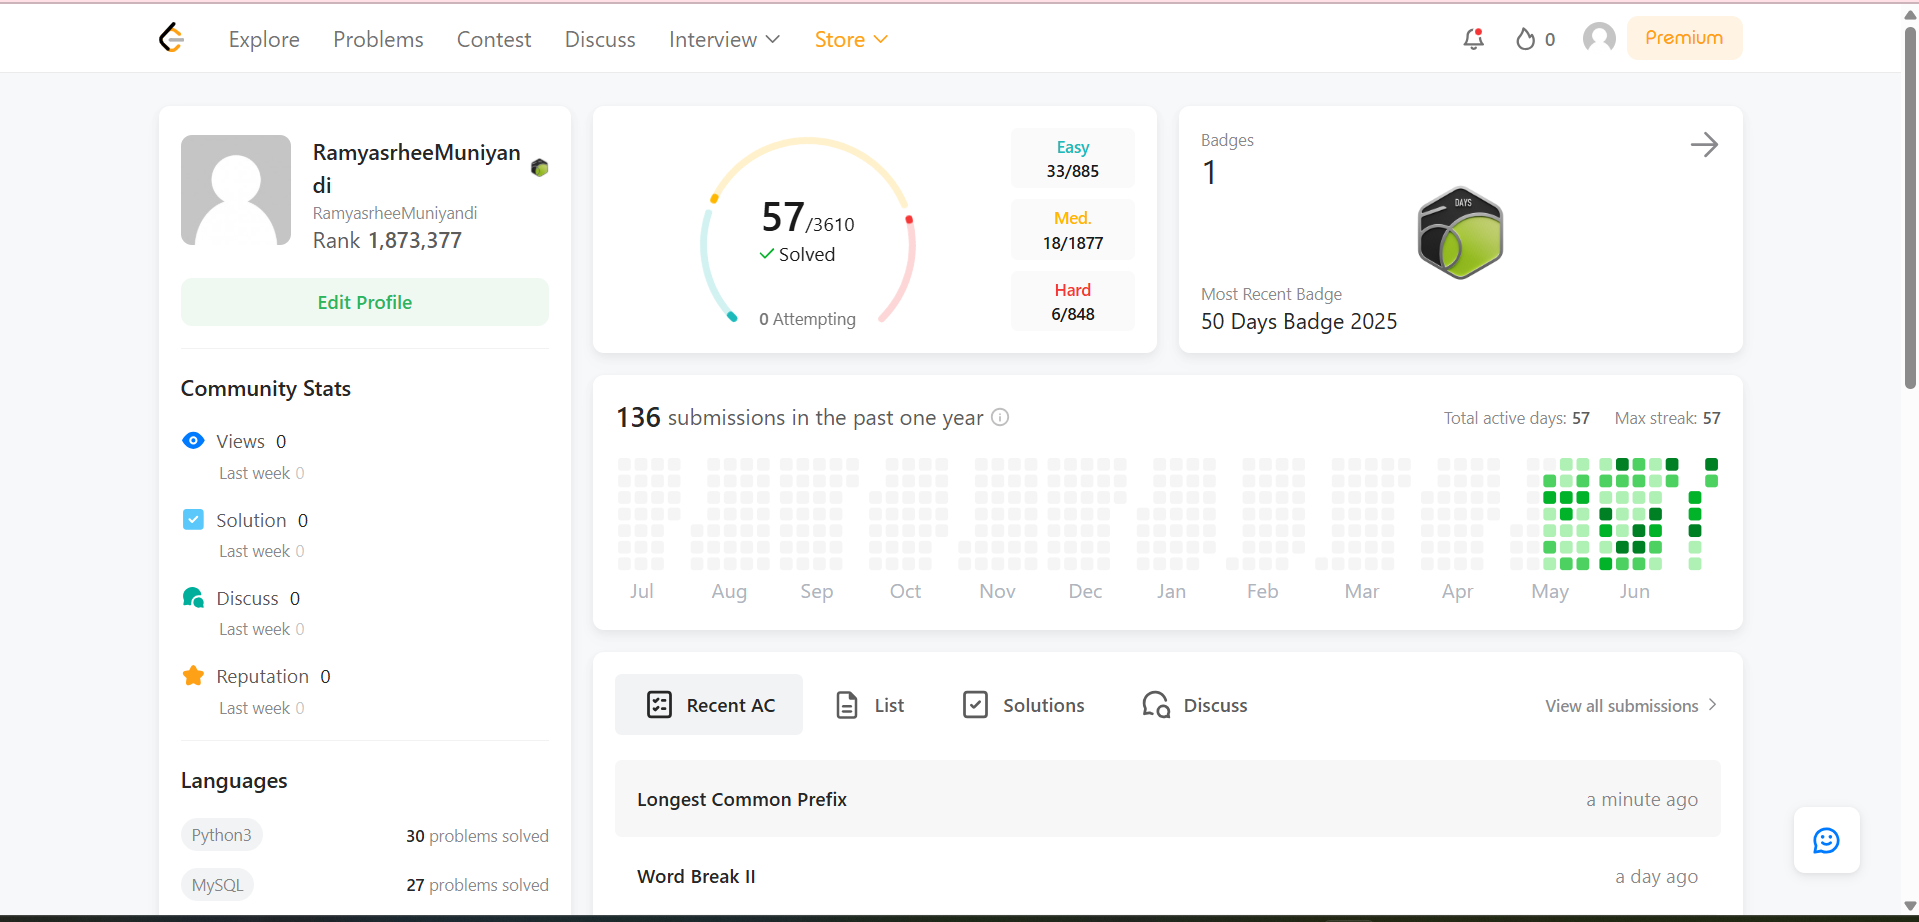 Explore Problems Contest Discuss Interview Store 0 Premium
RamyasrheeMuniyan
di
RamyasrheeMuniyandi
Rank 1,873,377
Edit Profile
Community Stats
Views 0
Last week 0
Solution 0
Last week 0
Discuss 0
Last week 0
Reputation 0
Last week 0
Languages
Python3 30 problems solved
MySQL 27 problems solved
57/3610
Solved
0 Attempting
Easy
33/885
Med.
18/1877
Hard
6/848
Badges
1
DAYS
Most Recent Badge
50 Days Badge 2025
136 submissions in the past one year Total active days: 57 Max streak: 57
Jul Aug Sep Oct Nov Dec Jan Feb Mar Apr May Jun
Recent AC List Solutions Discuss View all submissions
Longest Common Prefix a minute ago
Word Break II a day ago